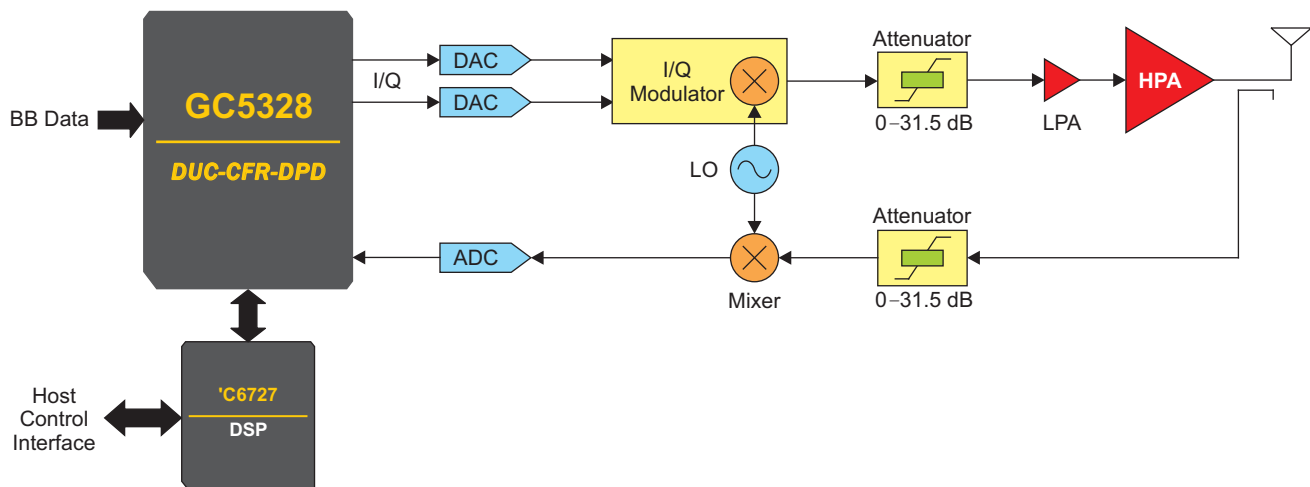 BB Data
GC5328
DUC-CFR-DPD
I/Q
DAC
DAC
I/Q
Modulator
Attenuator
0–31.5 dB
LPA
HPA
LO
ADC
Mixer
Attenuator
0–31.5 dB
Host
Control
Interface
'C6727
DSP